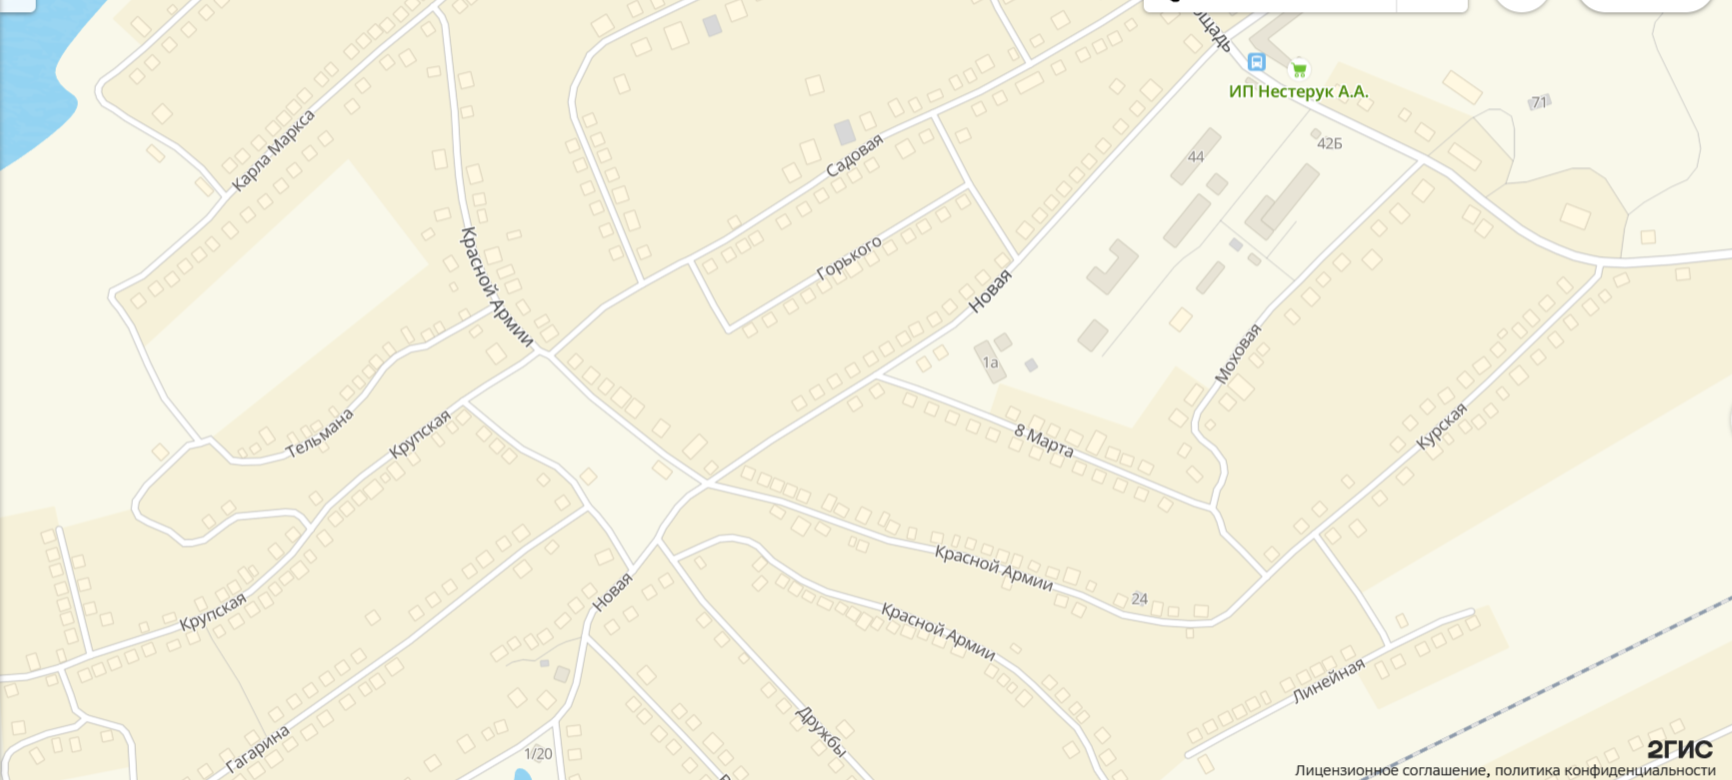 ИП Нестерук А.А.
71
42Б
44
Карла Маркса
Садовая
Красной Армии
Горького
Новая
1а
Моховая
Тельмана
Крупская
8 Марта
Курская
Красной Армии
24
Новая
Крупская
Красной Армии
Линейная
Дружбы
Гагарина
1/20
2ГИС
Лицензионное соглашение, политика конфиденциальности